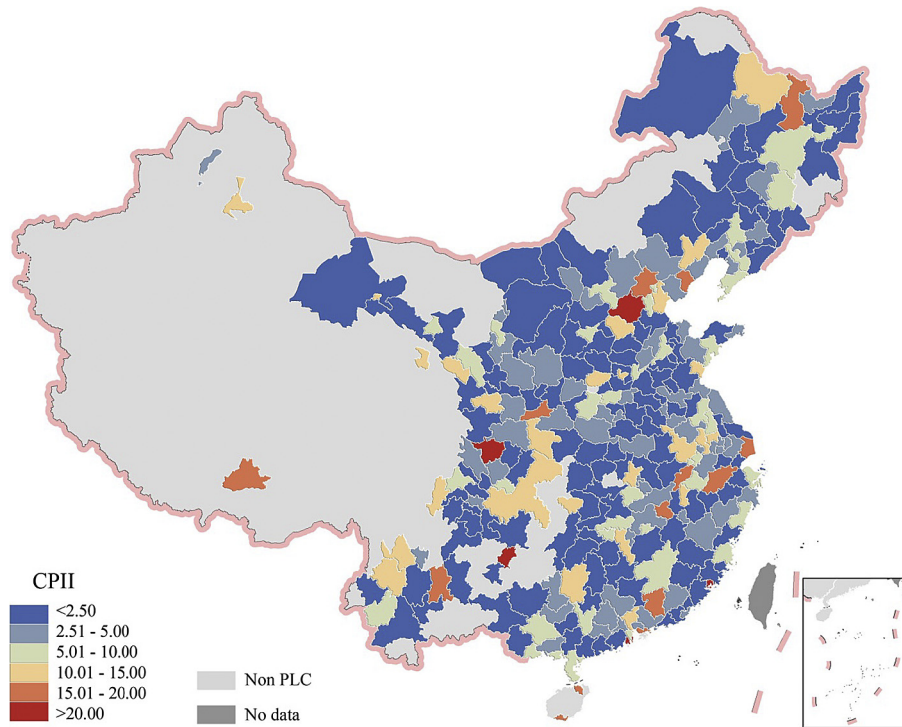 CPII
<2.50
2.51 - 5.00
5.01 - 10.00
10.01 - 15.00
15.01 - 20.00
>20.00
Non PLC
No data